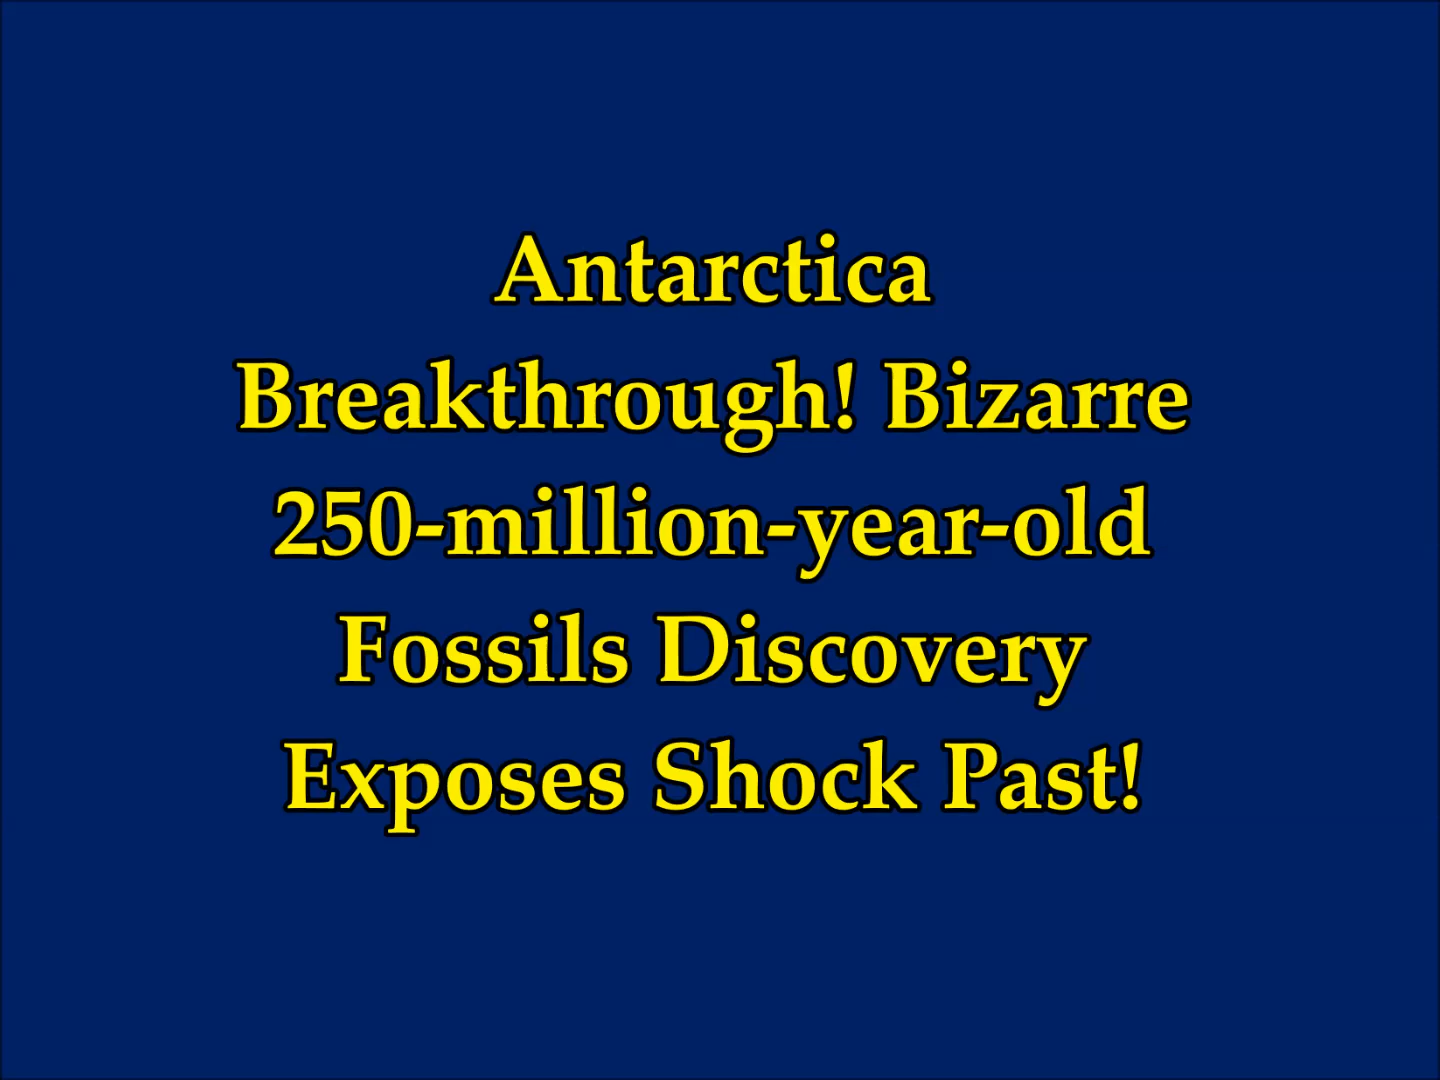 Antarctica
Breakthrough! Bizarre
250-million-year-old
Fossils Discovery
Exposes Shock Past!